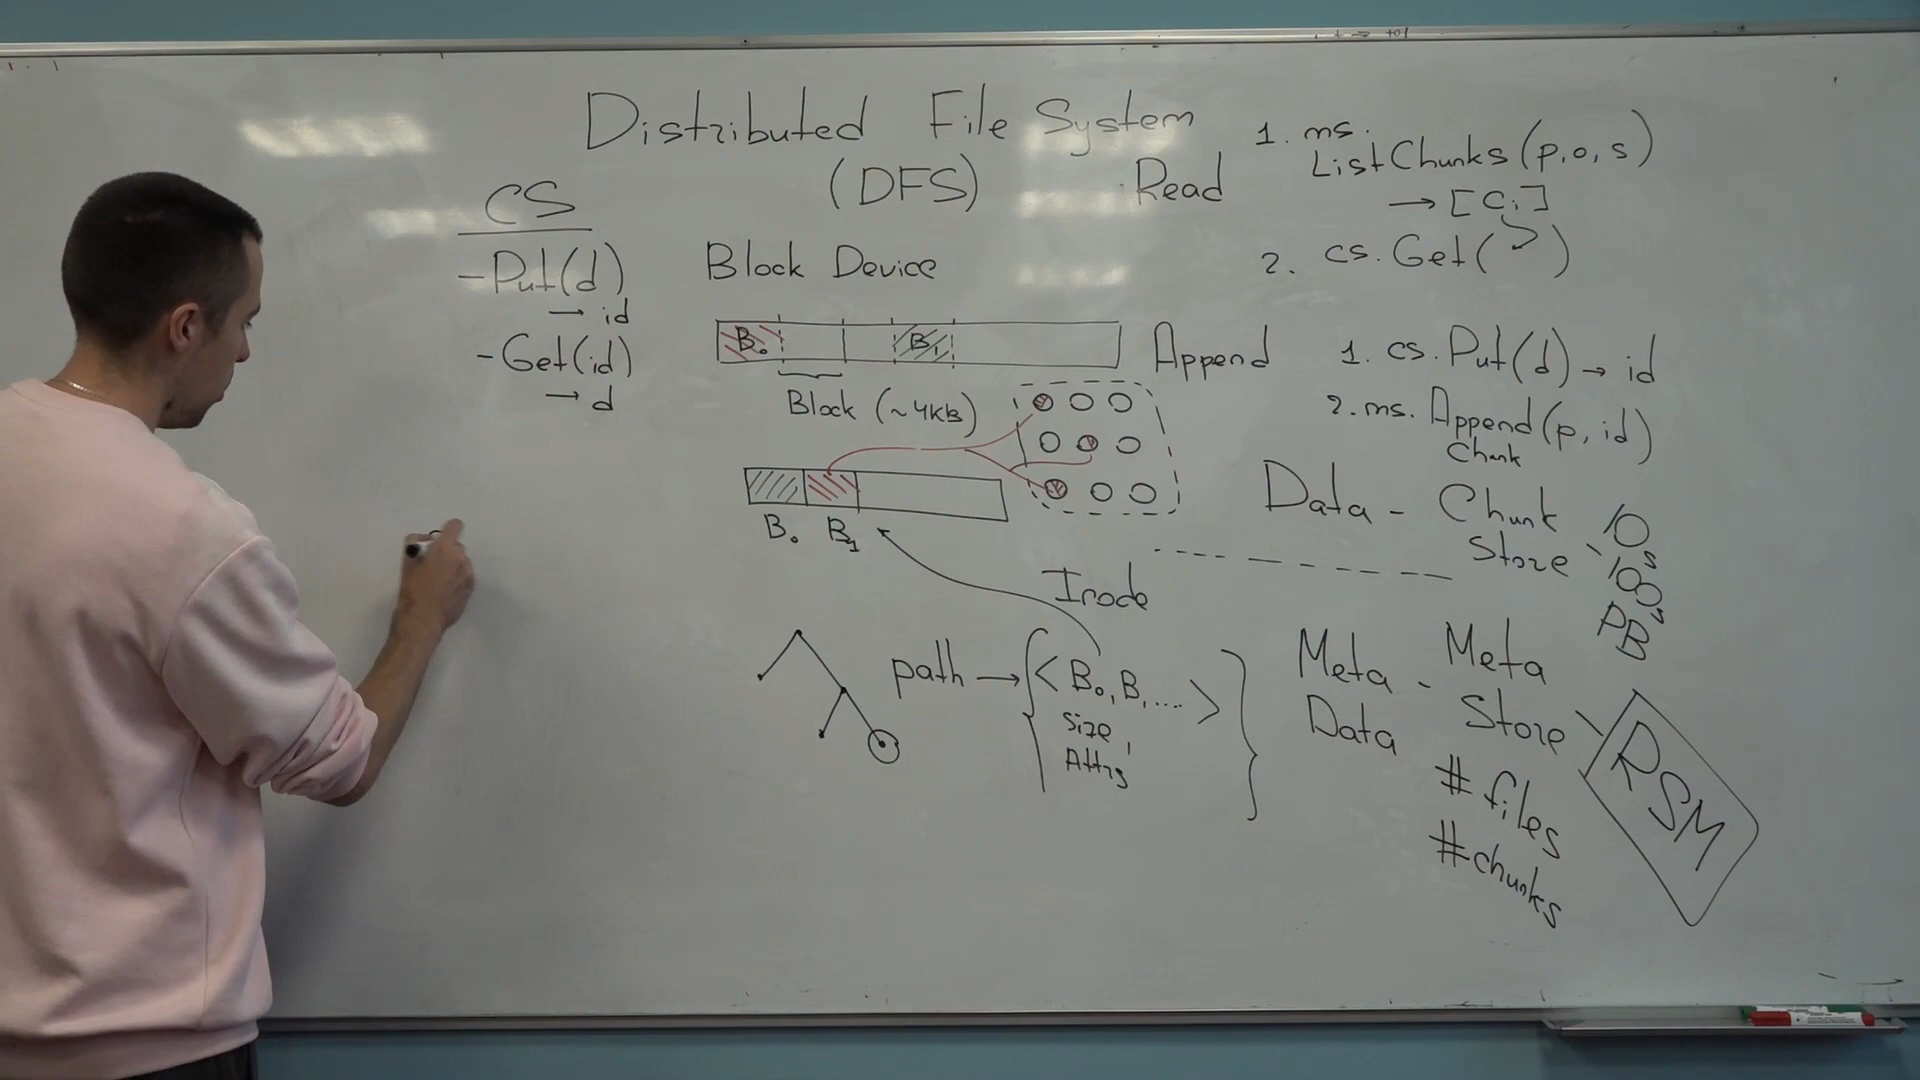 Distributed File System
(DFS)
CS
- Put(d)
→ id
- Get(id)
→ d
Block Device
B₀ B₁
Block (~4KB)
B₀ B₁
Inode
path → < B₀, B₁, .... >
Size,
Attrs
Read
1. ms.
ListChunks(p, o, s)
→ [Ci]
2. cs. Get( )
Append
1. cs. Put(d) → id
2. ms. Append(p, id)
Chunk
Data - Chunk
Store
10s
100s
PB
Meta - Meta
Data Store
# files
# chunks
RSM